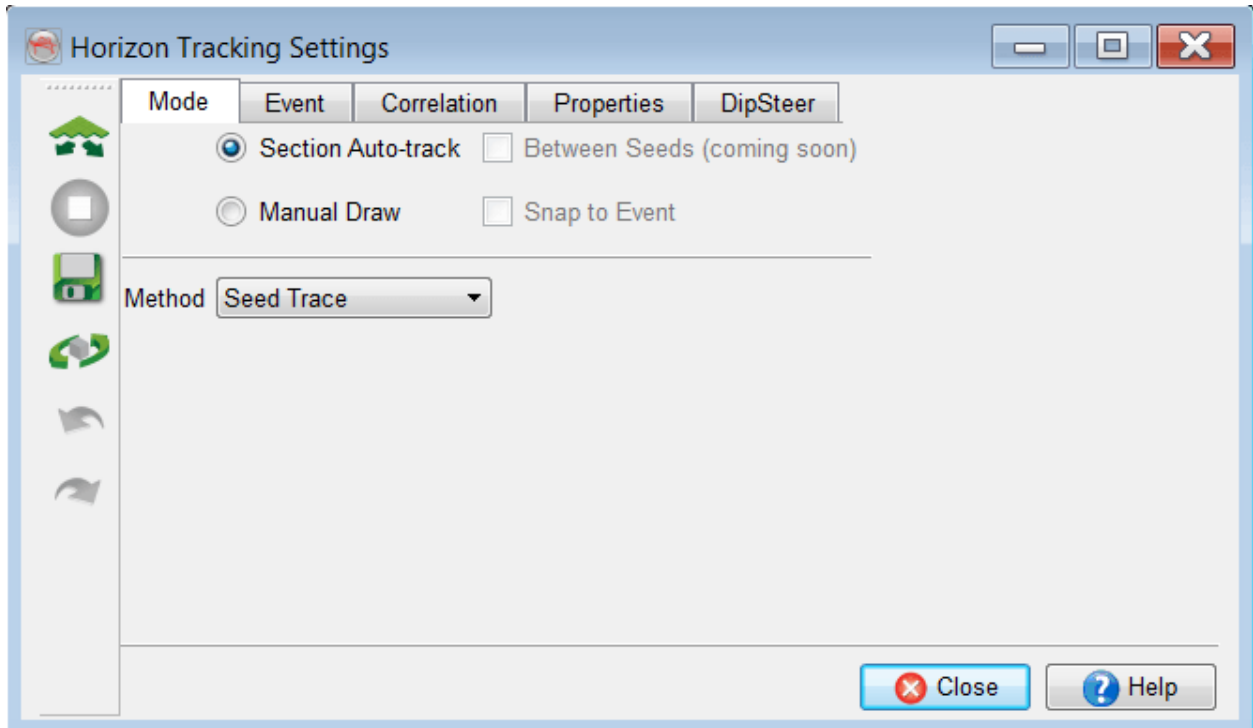 Horizon Tracking Settings
Mode Event Correlation Properties DipSteer
Section Auto-track Between Seeds (coming soon)
Manual Draw Snap to Event
Method Seed Trace
Close Help